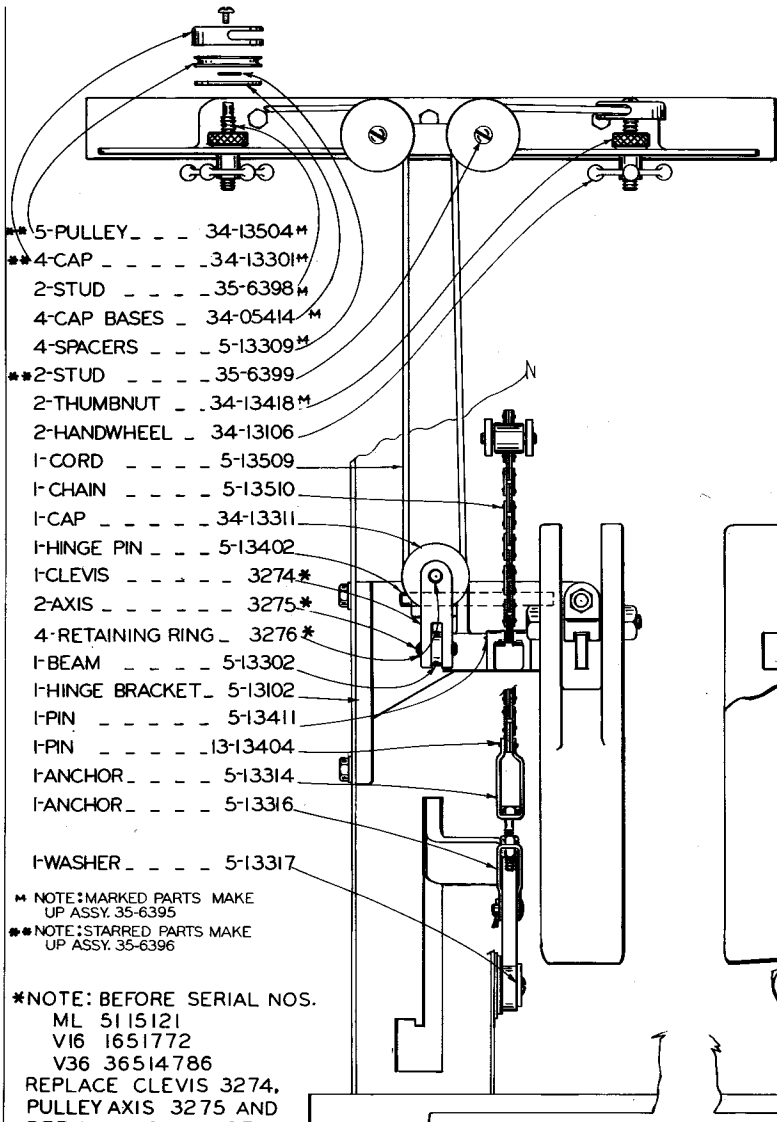 ** 5-PULLEY _ _ _ 34-13504 M
** 4-CAP _ _ _ _ 34-13301 M
2-STUD _ _ _ _ 35-6398 M
4-CAP BASES _ 34-05414 M
4-SPACERS _ _ _ 5-13309 M
** 2-STUD _ _ _ _ 35-6399
2-THUMBNUT _ _ 34-13418 M
2-HANDWHEEL _ 34-13106
1-CORD _ _ _ _ 5-13509
1-CHAIN _ _ _ _ 5-13510
1-CAP _ _ _ _ 34-13311
1-HINGE PIN _ _ _ 5-13402
1-CLEVIS _ _ _ _ 3274 *
2-AXIS _ _ _ _ 3275 *
4-RETAINING RING _ 3276 *
1-BEAM _ _ _ _ 5-13302
1-HINGE BRACKET _ 5-13102
1-PIN _ _ _ _ 5-13411
1-PIN _ _ _ _ 13-13404
1-ANCHOR _ _ _ _ 5-13314
1-ANCHOR _ _ _ _ 5-13316
1-WASHER _ _ _ _ 5-13317
M NOTE: MARKED PARTS MAKE
UP ASSY. 35-6395
** NOTE: STARRED PARTS MAKE
UP ASSY. 35-6396
*NOTE: BEFORE SERIAL NOS.
ML 5115121
V16 1651772
V36 36514786
REPLACE CLEVIS 3274,
PULLEY AXIS 3275 AND